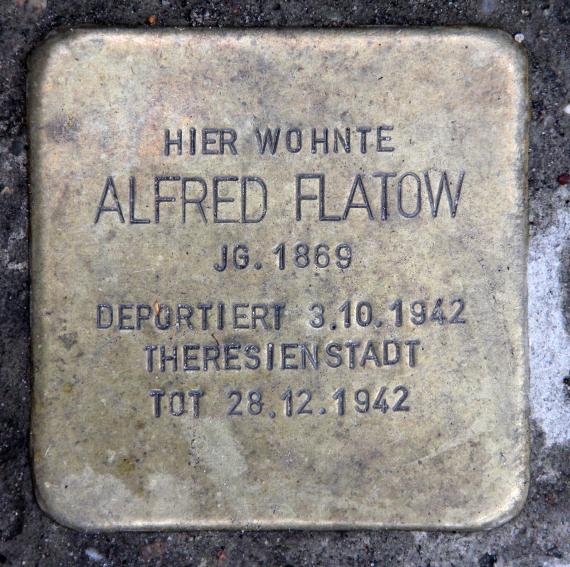 HIER WOHNTE
ALFRED FLATOW
JG. 1869
DEPORTIERT 3.10.1942
THERESIENSTADT
TOT 28.12.1942